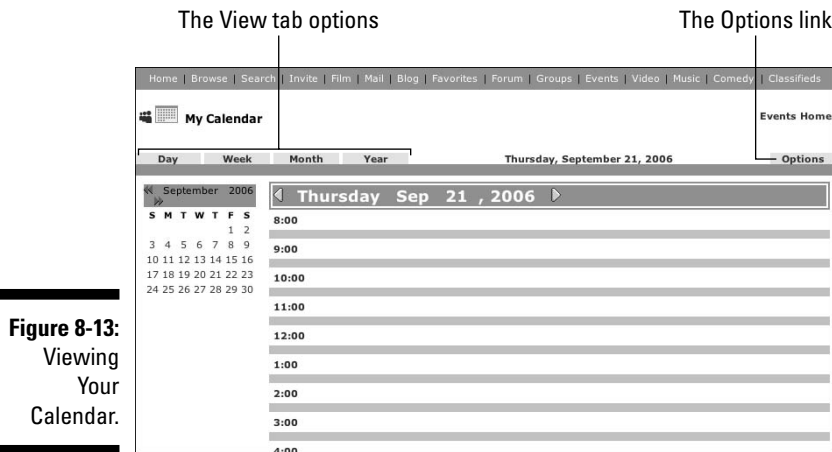 The View tab options
The Options link
Home | Browse | Search | Invite | Film | Mail | Blog | Favorites | Forum | Groups | Events | Video | Music | Comedy | Classifieds
My Calendar
Events Home
Day Week Month Year Thursday, September 21, 2006 Options
September 2006
S M T W T F S
1 2
3 4 5 6 7 8 9
10 11 12 13 14 15 16
17 18 19 20 21 22 23
24 25 26 27 28 29 30
Thursday Sep 21 , 2006
8:00
9:00
10:00
11:00
12:00
1:00
2:00
3:00
4:00
Figure 8-13:
Viewing
Your
Calendar.